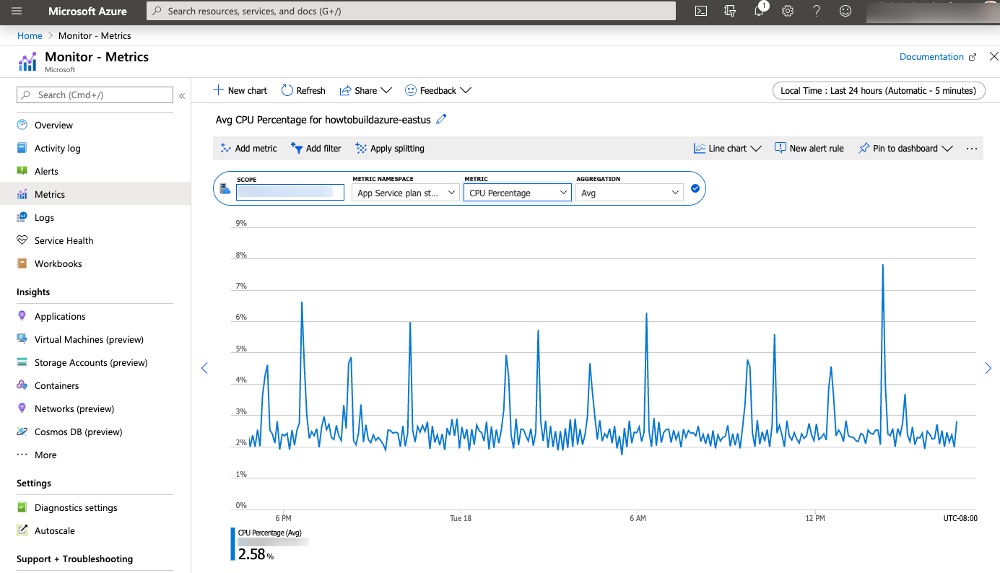 Microsoft Azure
Search resources, services, and docs (G+/)
1
Home > Monitor - Metrics
Monitor - Metrics
Microsoft
Documentation
Search (Cmd+/)
«
Overview
Activity log
Alerts
Metrics
Logs
Service Health
Workbooks
Insights
Applications
Virtual Machines (preview)
Storage Accounts (preview)
Containers
Networks (preview)
Cosmos DB (preview)
More
Settings
Diagnostics settings
Autoscale
Support + Troubleshooting
New chart Refresh Share Feedback
Local Time : Last 24 hours (Automatic - 5 minutes)
Avg CPU Percentage for howtobuildazure-eastus
Add metric Add filter Apply splitting
Line chart New alert rule Pin to dashboard ...
SCOPE METRIC NAMESPACE METRIC AGGREGATION
App Service plan st... CPU Percentage Avg
9%
8%
7%
6%
5%
4%
3%
2%
1%
0%
6 PM Tue 18 6 AM 12 PM UTC-08:00
CPU Percentage (Avg)
2.58 %